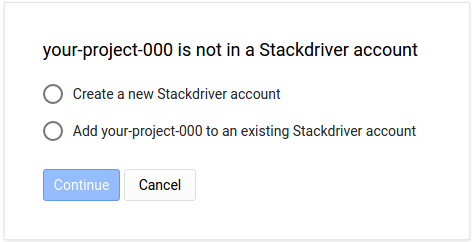 your-project-000 is not in a Stackdriver account
Create a new Stackdriver account
Add your-project-000 to an existing Stackdriver account
Continue Cancel